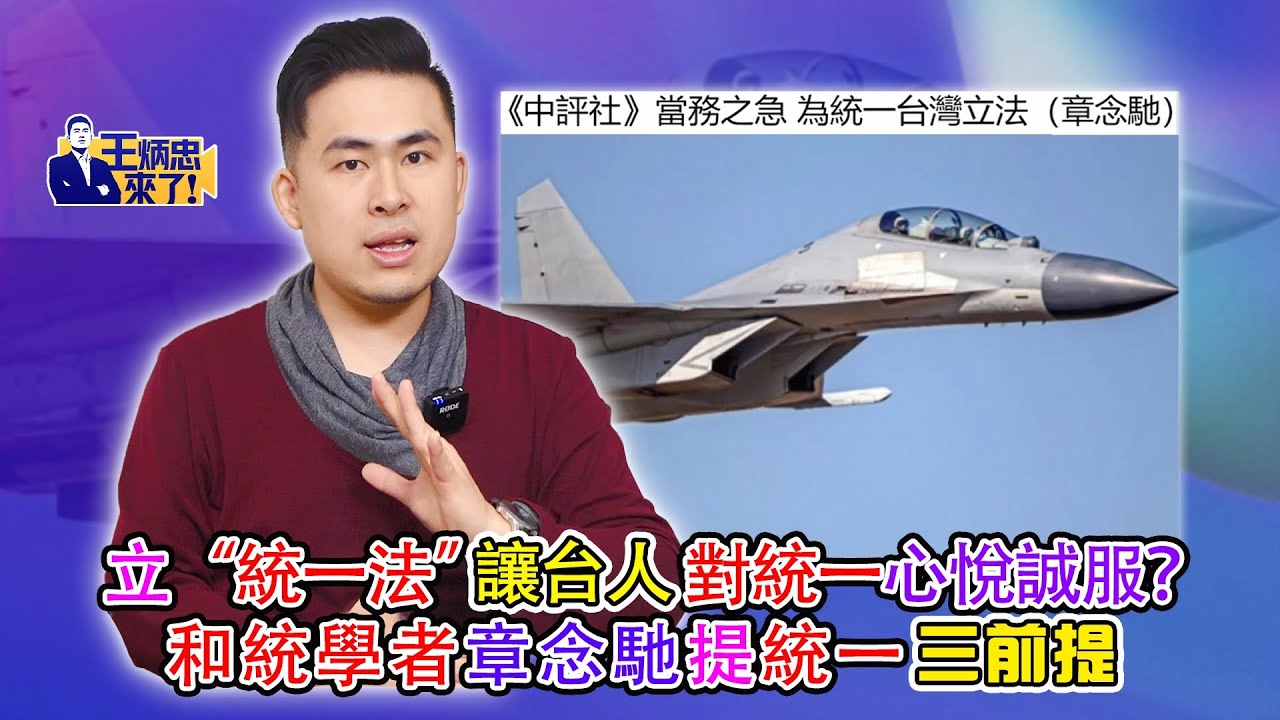 《中評社》當務之急 為統一台灣立法（章念馳）
王炳忠
來了!
RODE
立“統一法”讓台人對統一心悅誠服?
和統學者章念馳提統一三前提